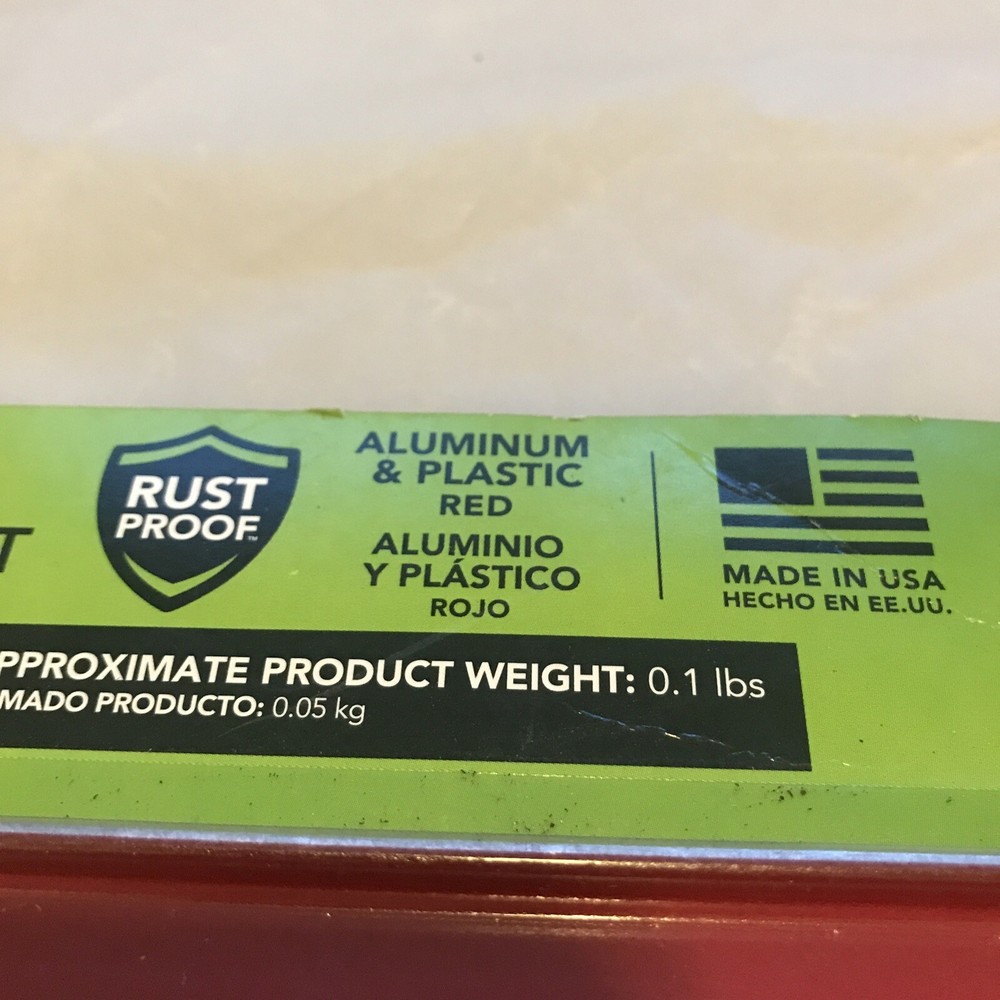 T
RUST
PROOF™
ALUMINUM
& PLASTIC
RED
ALUMINIO
Y PLÁSTICO
ROJO
MADE IN USA
HECHO EN EE.UU.
PPROXIMATE PRODUCT WEIGHT: 0.1 lbs
MADO PRODUCTO: 0.05 kg